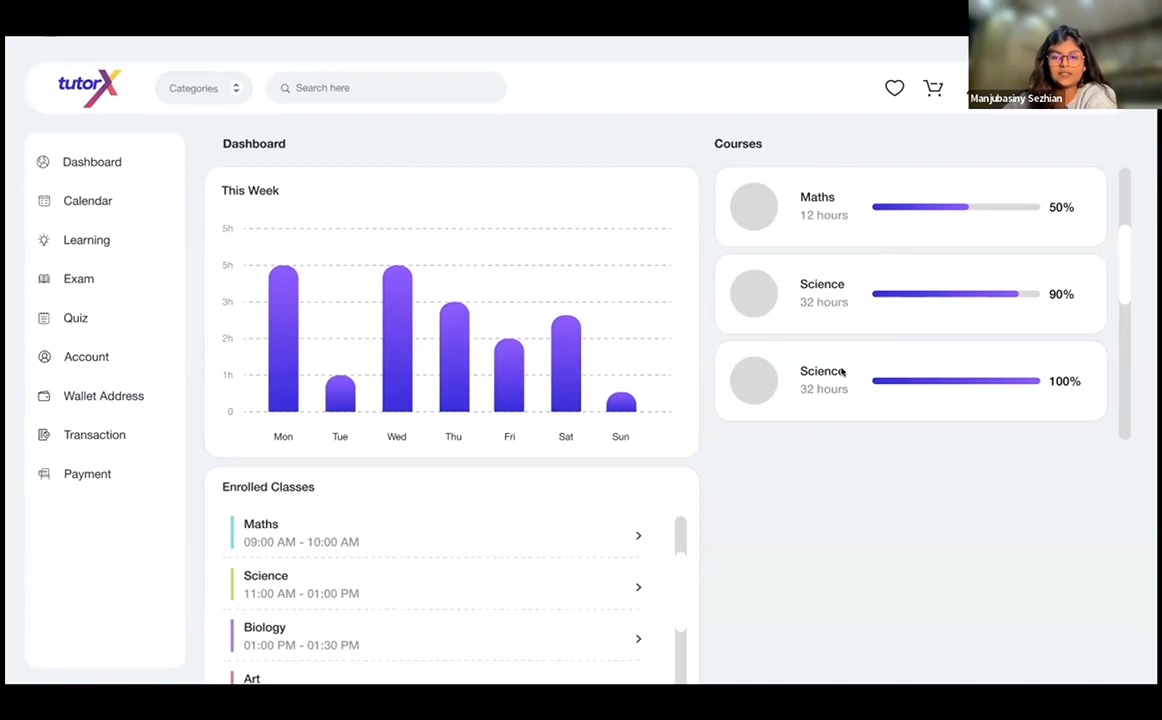 tutorX
Categories
Search here
Manjubasiny Sezhian
Dashboard
Calendar
Learning
Exam
Quiz
Account
Wallet Address
Transaction
Payment
Dashboard
This Week
5h
5h
3h
2h
1h
0
Mon Tue Wed Thu Fri Sat Sun
Enrolled Classes
Maths
09:00 AM - 10:00 AM
Science
11:00 AM - 01:00 PM
Biology
01:00 PM - 01:30 PM
Art
Courses
Maths
12 hours
50%
Science
32 hours
90%
Science
32 hours
100%